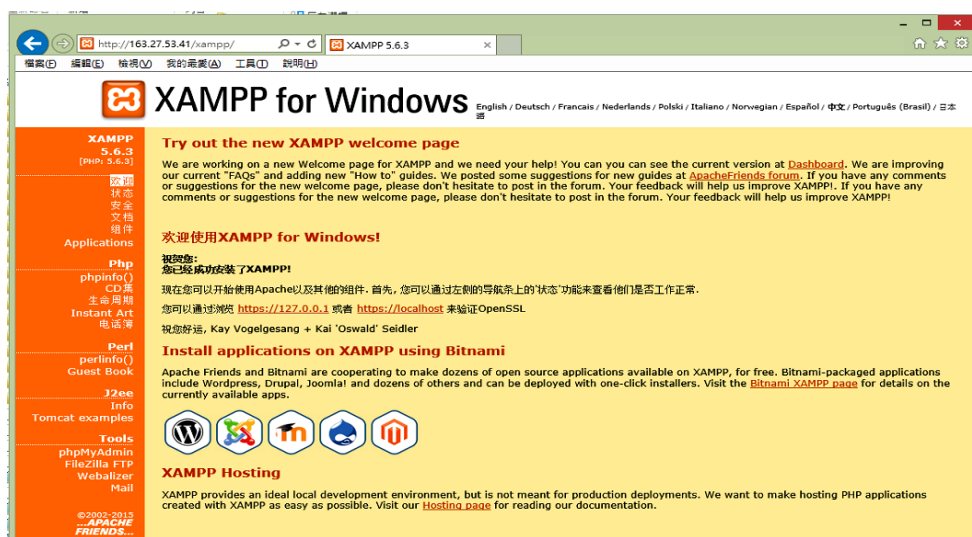 http://163.27.53.41/xampp/
XAMPP 5.6.3
檔案(F) 編輯(E) 檢視(V) 我的最愛(A) 工具(T) 說明(H)
XAMPP for Windows
English / Deutsch / Francais / Nederlands / Polski / Italiano / Norwegian / Español / 中文 / Português (Brasil) / 日本
语
XAMPP
5.6.3
[PHP: 5.6.3]
欢迎
状态
安全
文档
组件
Applications
Php
phpinfo()
CD集
生命周期
Instant Art
电话簿
Perl
perlinfo()
Guest Book
J2ee
Info
Tomcat examples
Tools
phpMyAdmin
FileZilla FTP
Webalizer
Mail
©2002-2015
...APACHE
FRIENDS...
Try out the new XAMPP welcome page
We are working on a new Welcome page for XAMPP and we need your help! You can you can see the current version at Dashboard. We are improving
our current "FAQs" and adding new "How to" guides. We posted some suggestions for new guides at ApacheFriends forum. If you have any comments
or suggestions for the new welcome page, please don't hesitate to post in the forum. Your feedback will help us improve XAMPP!. If you have any
comments or suggestions for the new welcome page, please don't hesitate to post in the forum. Your feedback will help us improve XAMPP!
欢迎使用XAMPP for Windows!
祝贺您:
您已经成功安装了XAMPP!
现在您可以开始使用Apache以及其他的组件. 首先, 您可以通过左侧的导航条上的'状态'功能来查看他们是否工作正常.
您可以通过浏览 https://127.0.0.1 或者 https://localhost 来验证OpenSSL
祝您好运, Kay Vogelgesang + Kai 'Oswald' Seidler
Install applications on XAMPP using Bitnami
Apache Friends and Bitnami are cooperating to make dozens of open source applications available on XAMPP, for free. Bitnami-packaged applications
include Wordpress, Drupal, Joomla! and dozens of others and can be deployed with one-click installers. Visit the Bitnami XAMPP page for details on the
currently available apps.
XAMPP Hosting
XAMPP provides an ideal local development environment, but is not meant for production deployments. We want to make hosting PHP applications
created with XAMPP as easy as possible. Visit our Hosting page for reading our documentation.